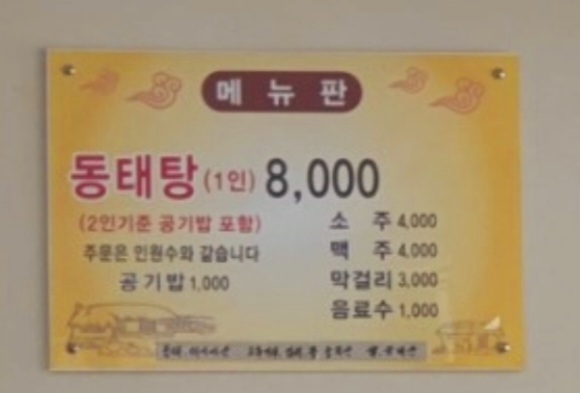 메뉴판
동태탕(1인) 8,000
(2인기준 공기밥 포함)
주문은 인원수와 같습니다
공기밥 1,000
소 주 4,000
맥 주 4,000
막걸리 3,000
음료수 1,000